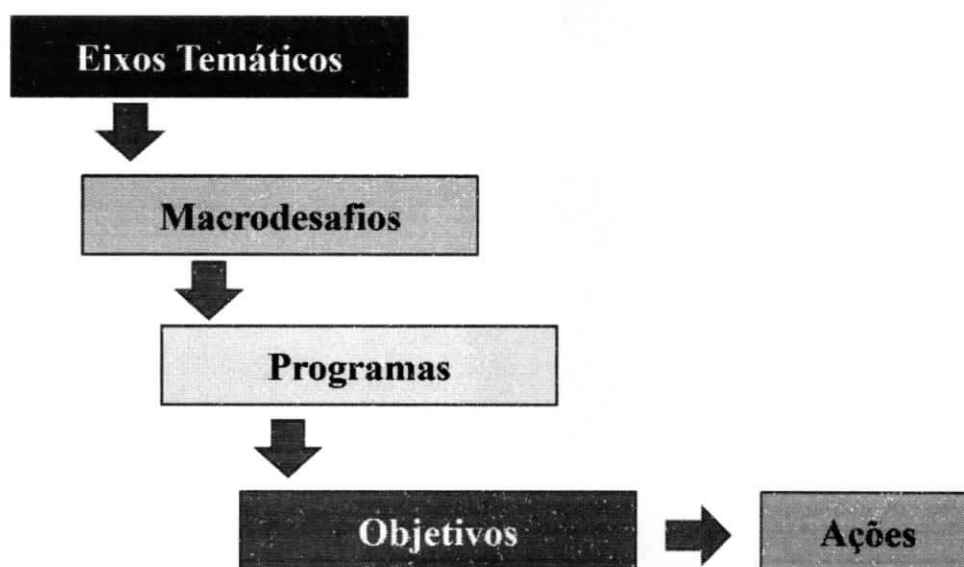 Eixos Temáticos
Macrodesafios
Programas
Objetivos
Ações